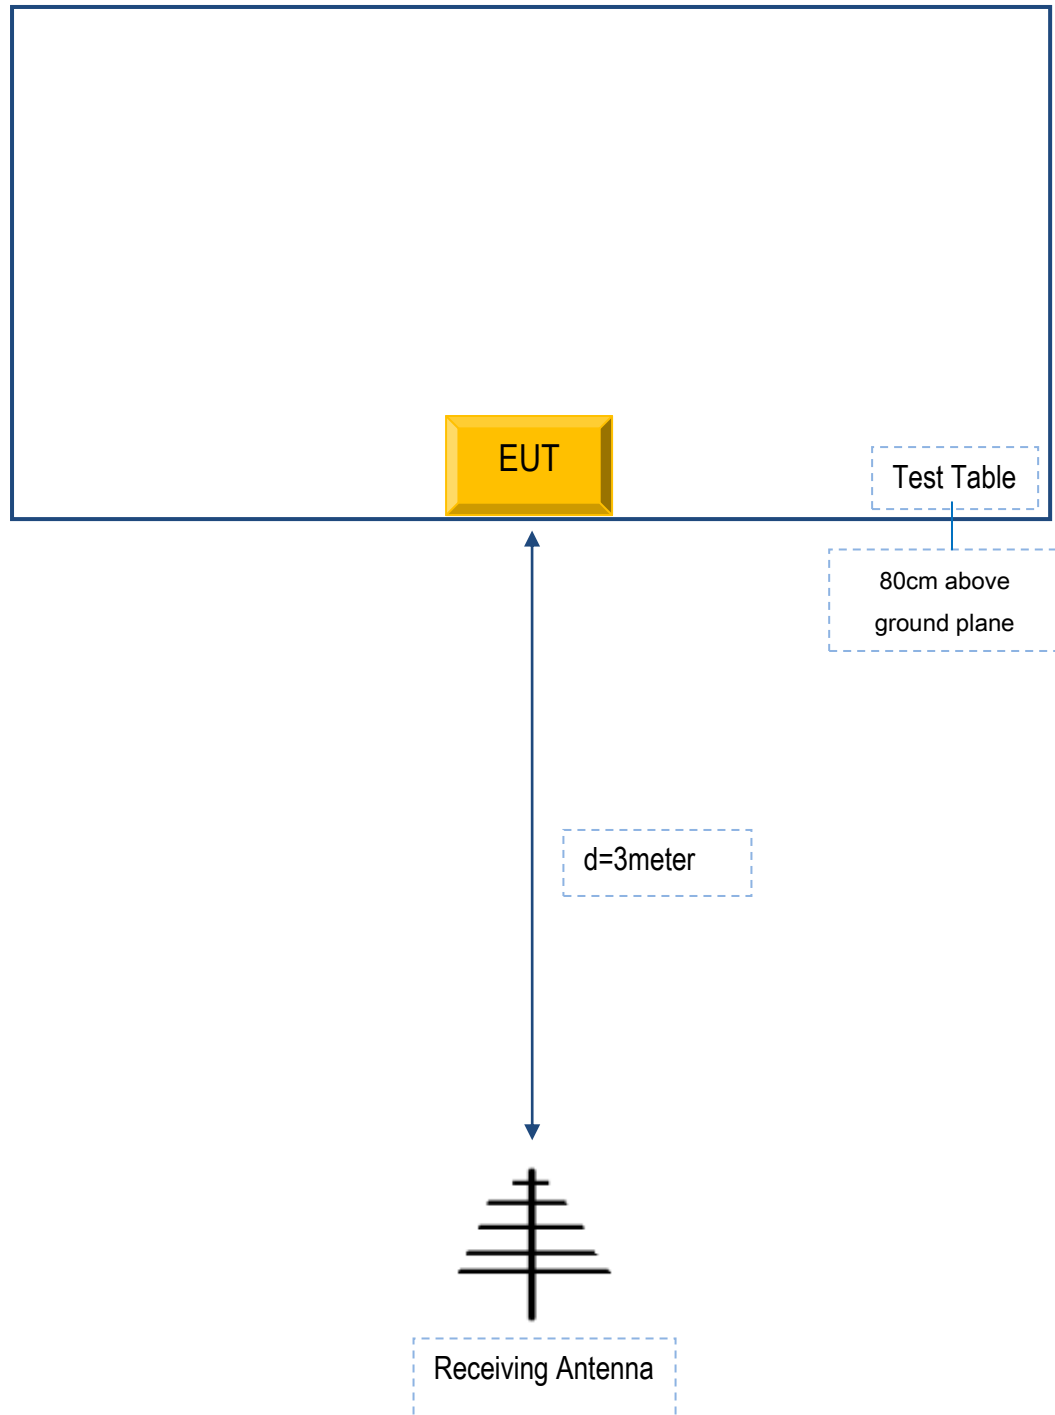 EUT
Test Table
80cm above
ground plane
d=3meter
Receiving Antenna